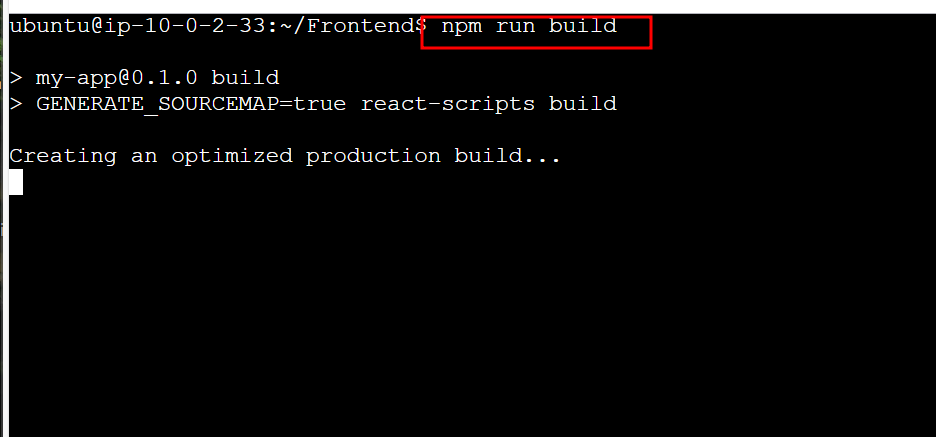 ubuntu@ip-10-0-2-33:~/Frontend$ npm run build
> my-app@0.1.0 build
> GENERATE_SOURCEMAP=true react-scripts build
Creating an optimized production build...